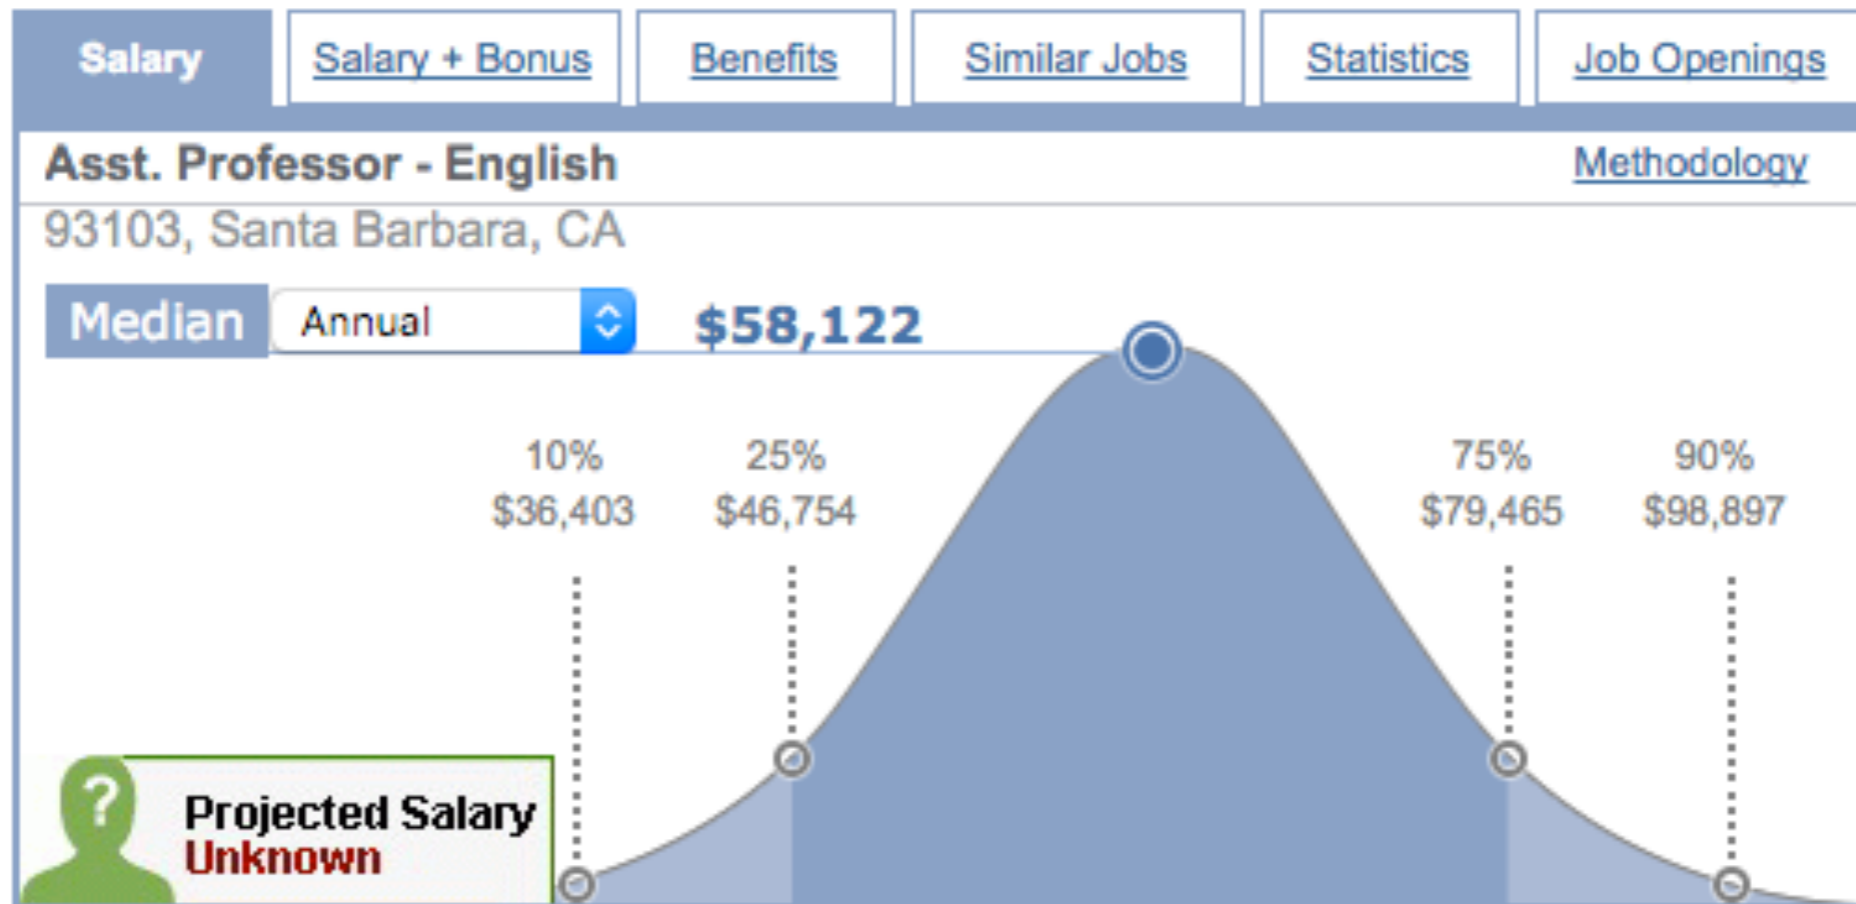 Salary Salary + Bonus Benefits Similar Jobs Statistics Job Openings
Asst. Professor - English Methodology
93103, Santa Barbara, CA
Median Annual $58,122
10% 25% 75% 90%
$36,403 $46,754 $79,465 $98,897
?
Projected Salary
Unknown